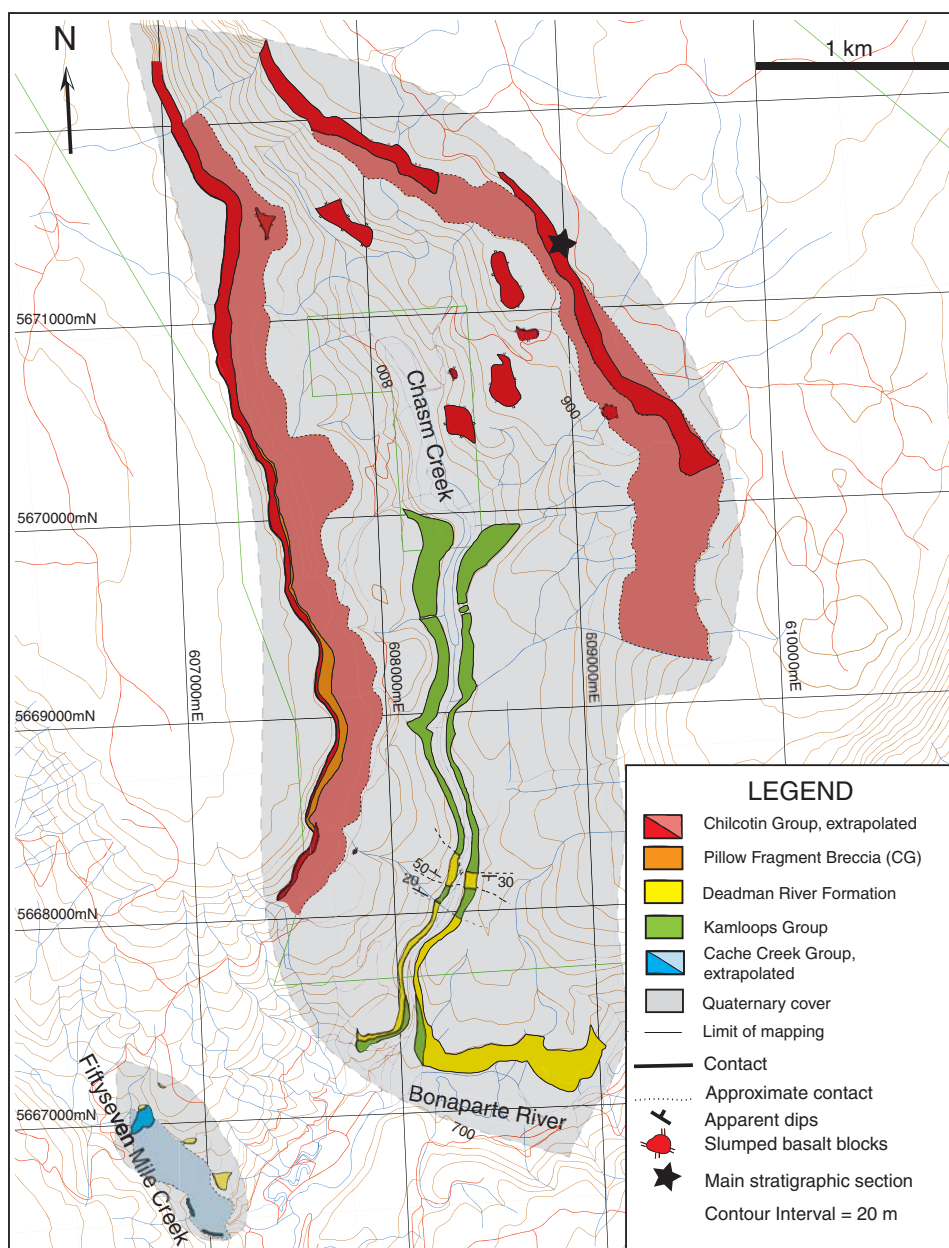 N
1 km
5671000mN
800
Chasm Creek
900
5670000mN
607000mE
608000mE
609000mE
610000mE
5669000mN
50
20
30
5668000mN
Fiftyseven Mile Creek
5667000mN
Bonaparte River
700
LEGEND
Chilcotin Group, extrapolated
Pillow Fragment Breccia (CG)
Deadman River Formation
Kamloops Group
Cache Creek Group,
extrapolated
Quaternary cover
Limit of mapping
Contact
Approximate contact
Apparent dips
Slumped basalt blocks
Main stratigraphic section
Contour Interval = 20 m